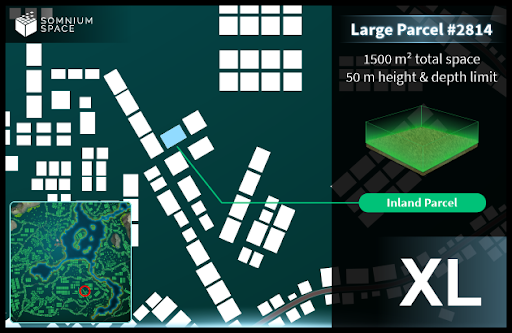 SOMNIUM
SPACE
Large Parcel #2814
1500 m² total space
50 m height & depth limit
Inland Parcel
XL